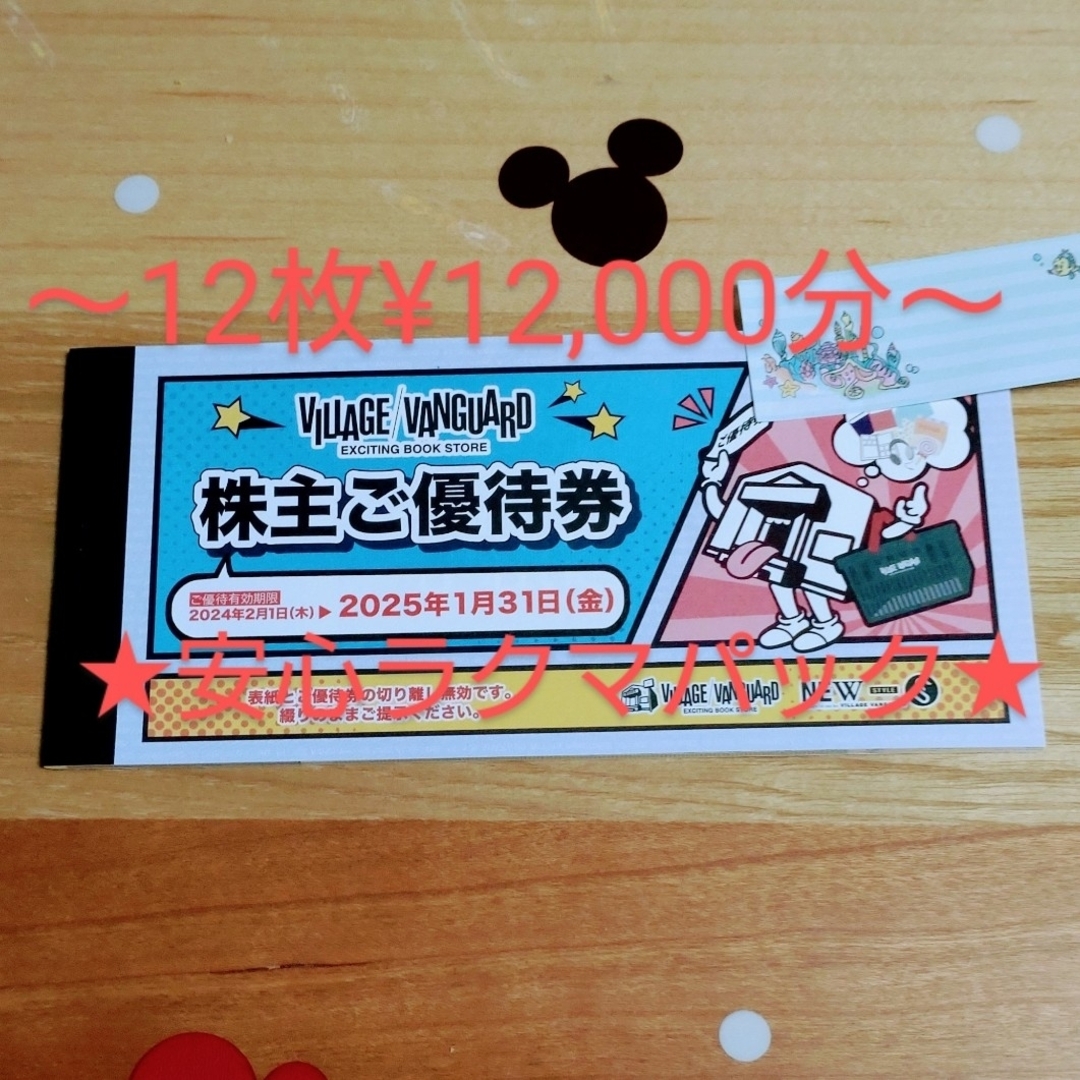 〜12枚¥12,000分〜
VILLAGE/VANGUARD
EXCITING BOOK STORE
株主ご優待券
ご優待有効期限
2024年2月1日(木)▶2025年1月31日(金)
★安心ラクマパック★
表紙とご優待券の切り離し無効です。
綴りのままご提示ください。
VILLAGE/VANGUARD
EXCITING BOOK STORE
NEW STYLE